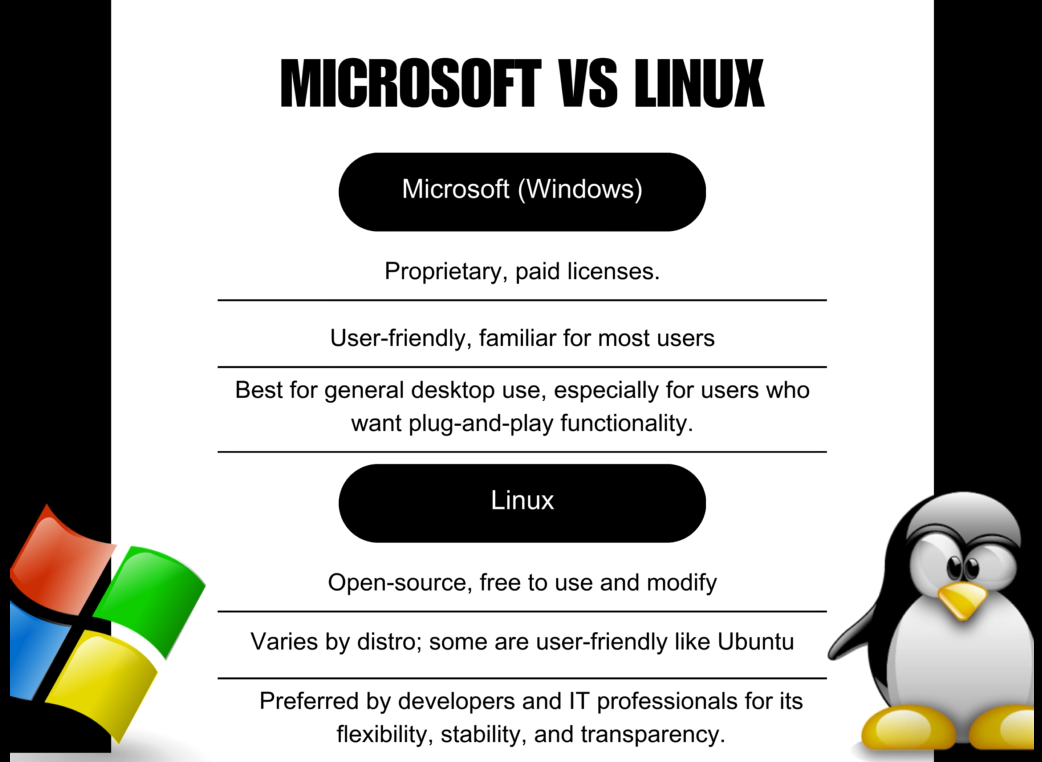 MICROSOFT VS LINUX
Microsoft (Windows)
Proprietary, paid licenses.
User-friendly, familiar for most users
Best for general desktop use, especially for users who
want plug-and-play functionality.
Linux
Open-source, free to use and modify
Varies by distro; some are user-friendly like Ubuntu
Preferred by developers and IT professionals for its
flexibility, stability, and transparency.